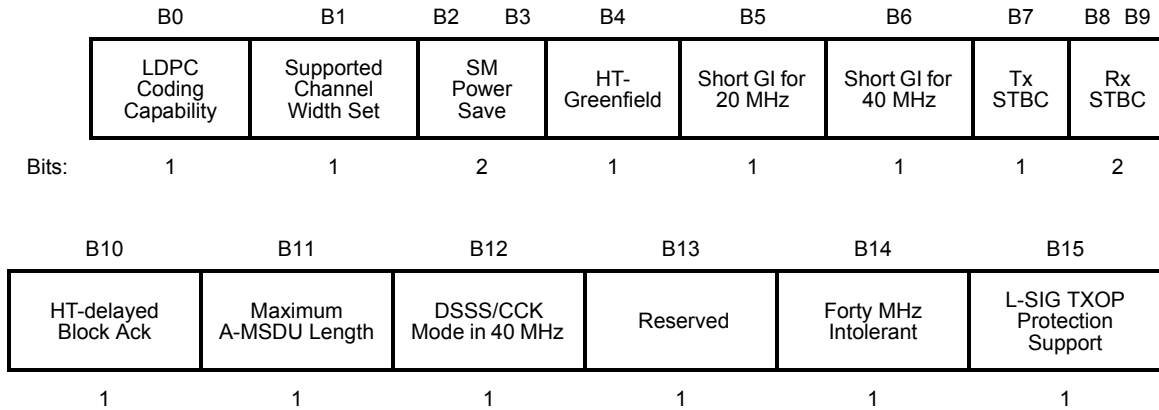 B0 B1 B2 B3 B4 B5 B6 B7 B8 B9
LDPC Coding Capability
Supported Channel Width Set
SM Power Save
HT-Greenfield
Short GI for 20 MHz
Short GI for 40 MHz
Tx STBC
Rx STBC
Bits: 1 1 2 1 1 1 1 2
B10 B11 B12 B13 B14 B15
HT-delayed Block Ack
Maximum A-MSDU Length
DSSS/CCK Mode in 40 MHz
Reserved
Forty MHz Intolerant
L-SIG TXOP Protection Support
1 1 1 1 1 1